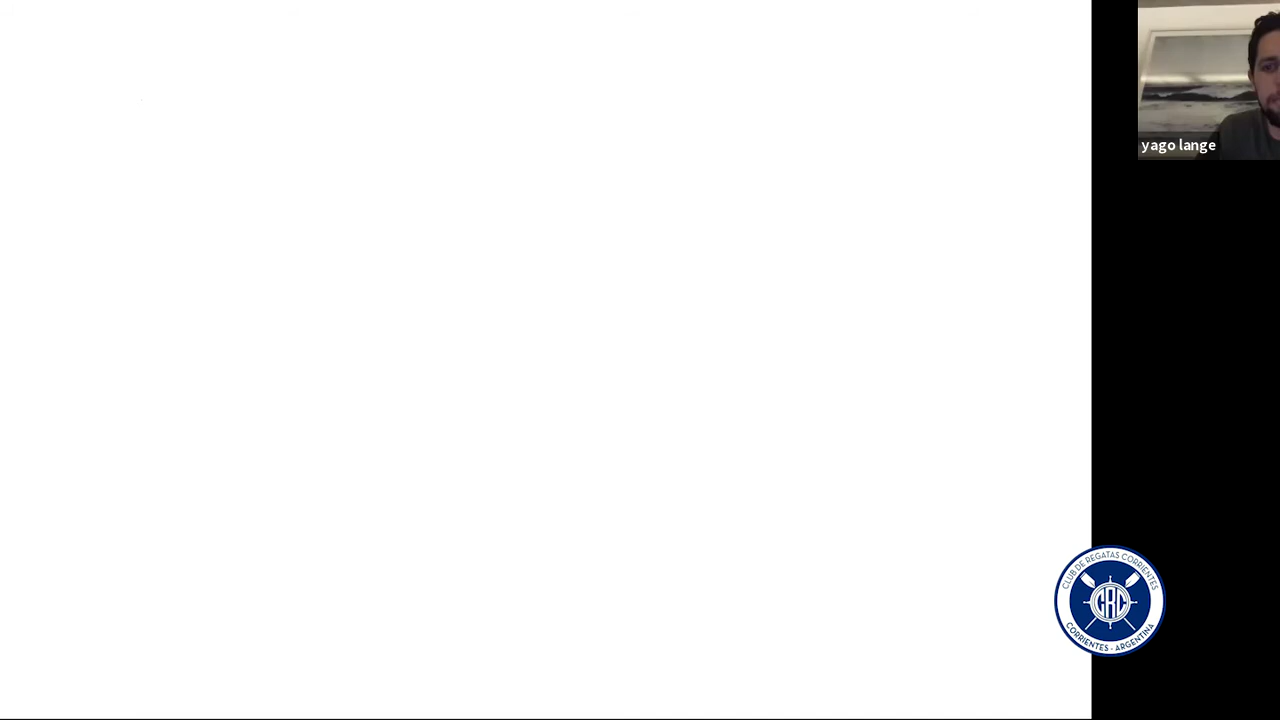 yago lange
CLUB DE REGATAS CORRIENTES
CRC
CORRIENTES - ARGENTINA